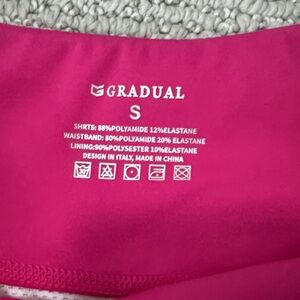 GRADUAL
S
SHRTS: 88%POLYAMIDE 12%ELASTANE
WAISTBAND: 80%POLYAMIDE 20% ELASTANE
LINING:90%POLYSESTER 10%ELASTANE
DESIGN IN ITALY, MADE IN CHINA